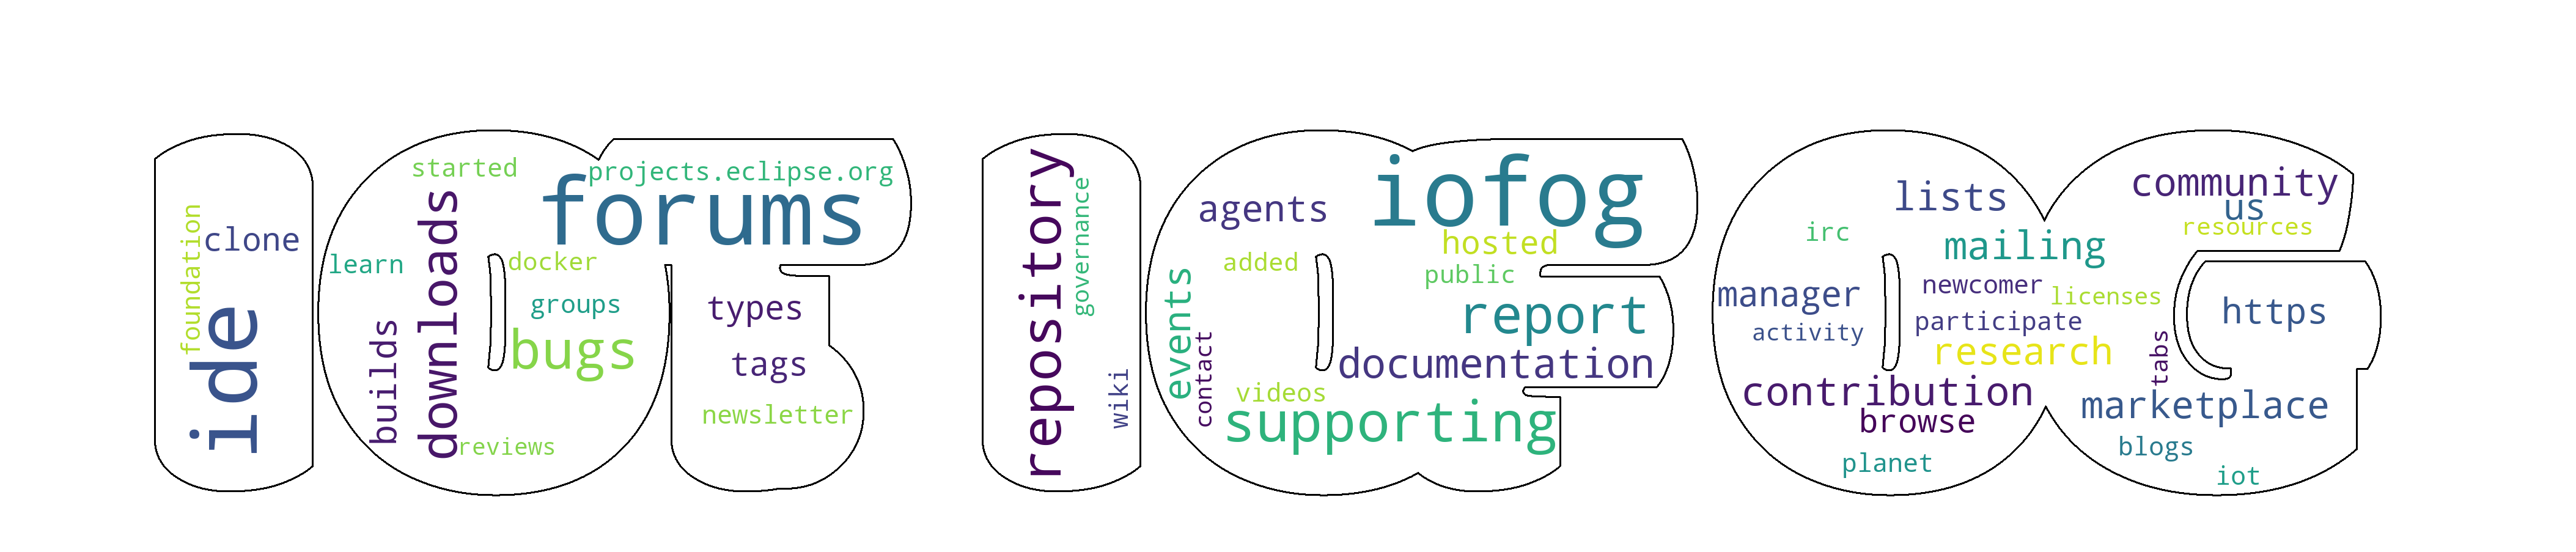 foundation
clone
ide
started
projects.eclipse.org
forums
learn
downloads
docker
groups
bugs
builds
reviews
types
tags
newsletter
repository
governance
wiki
iofog
agents
hosted
added
public
events
report
contact
documentation
videos
supporting
lists
irc
mailing
newcomer
manager
licenses
participate
activity
research
contribution
browse
planet
community
us
resources
https
tabs
marketplace
blogs
iot